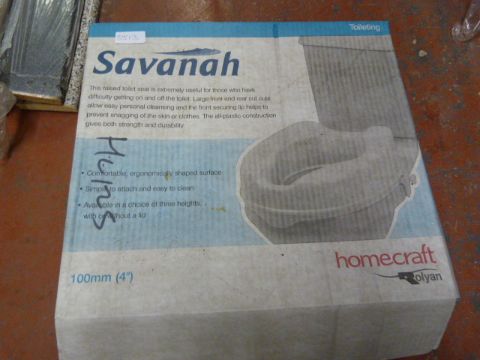 Toileting
Savanah
This raised toilet seat is extremely useful for those who have
difficulty getting on and off the toilet. Large front and rear cut outs
allow easy personal cleansing and the front securing lip helps to
prevent snagging of the skin or clothes. The all-plastic construction
gives both strength and durability.
• Comfortable, ergonomically shaped surface
• Simple to attach and easy to clean
• Available in a choice of three heights,
with or without a lid
homecraft
Rolyan
100mm (4")